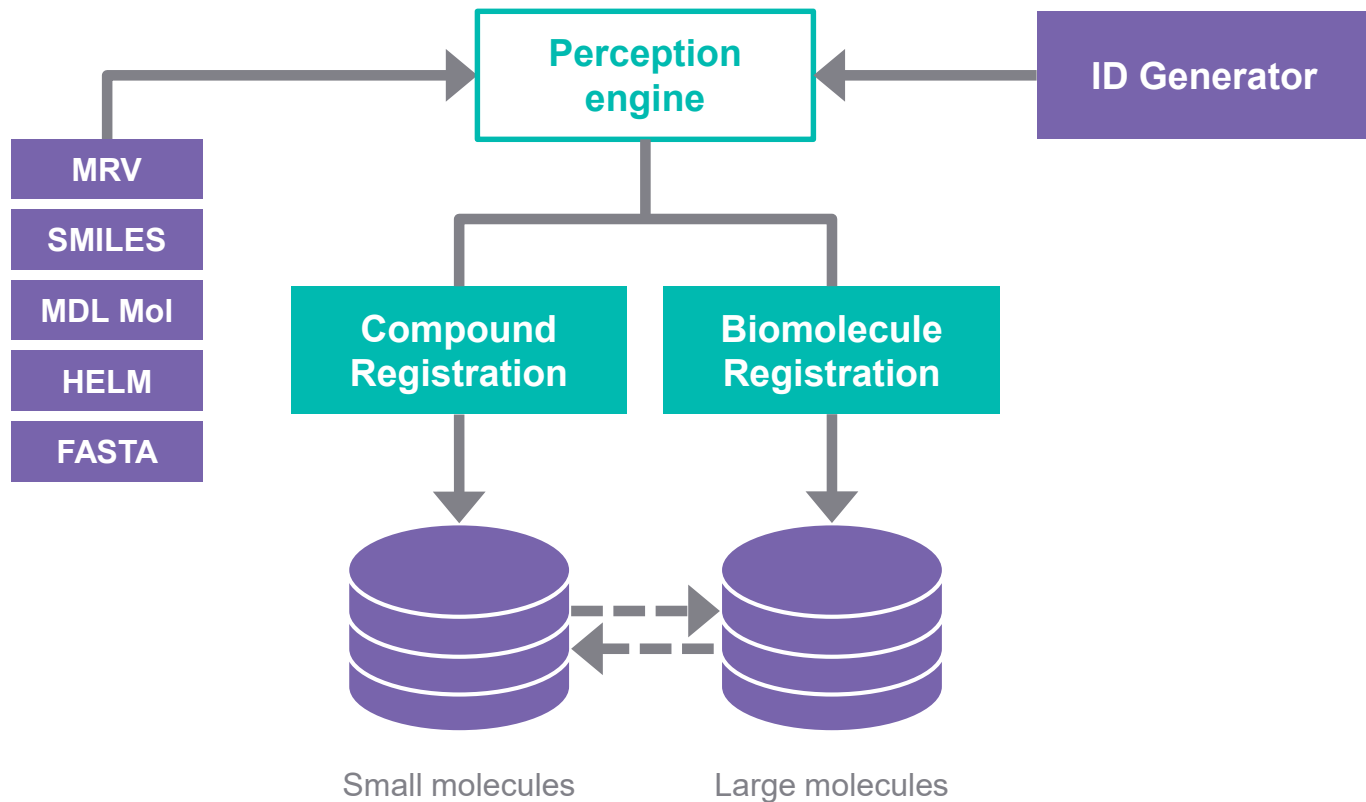 Perception
engine
ID Generator
MRV
SMILES
MDL Mol
HELM
FASTA
Compound
Registration
Biomolecule
Registration
Small molecules
Large molecules